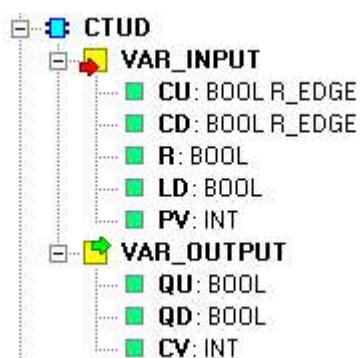 CTUD
VAR_INPUT
CU: BOOL R_EDGE
CD: BOOL R_EDGE
R: BOOL
LD: BOOL
PV: INT
VAR_OUTPUT
QU: BOOL
QD: BOOL
CV: INT